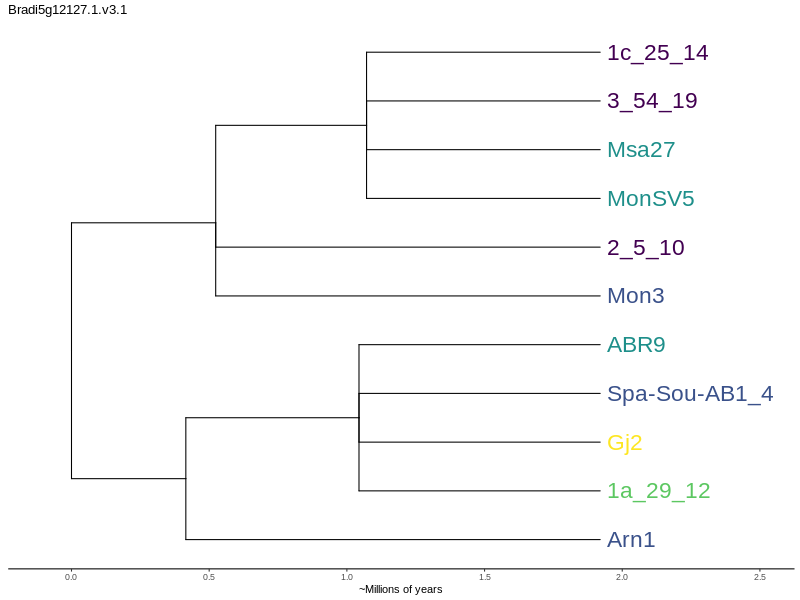 Bradi5g12127.1.v3.1
1c_25_14
3_54_19
Msa27
MonSV5
2_5_10
Mon3
ABR9
Spa-Sou-AB1_4
Gj2
1a_29_12
Arn1
0.0 0.5 1.0 1.5 2.0 2.5
~Millions of years